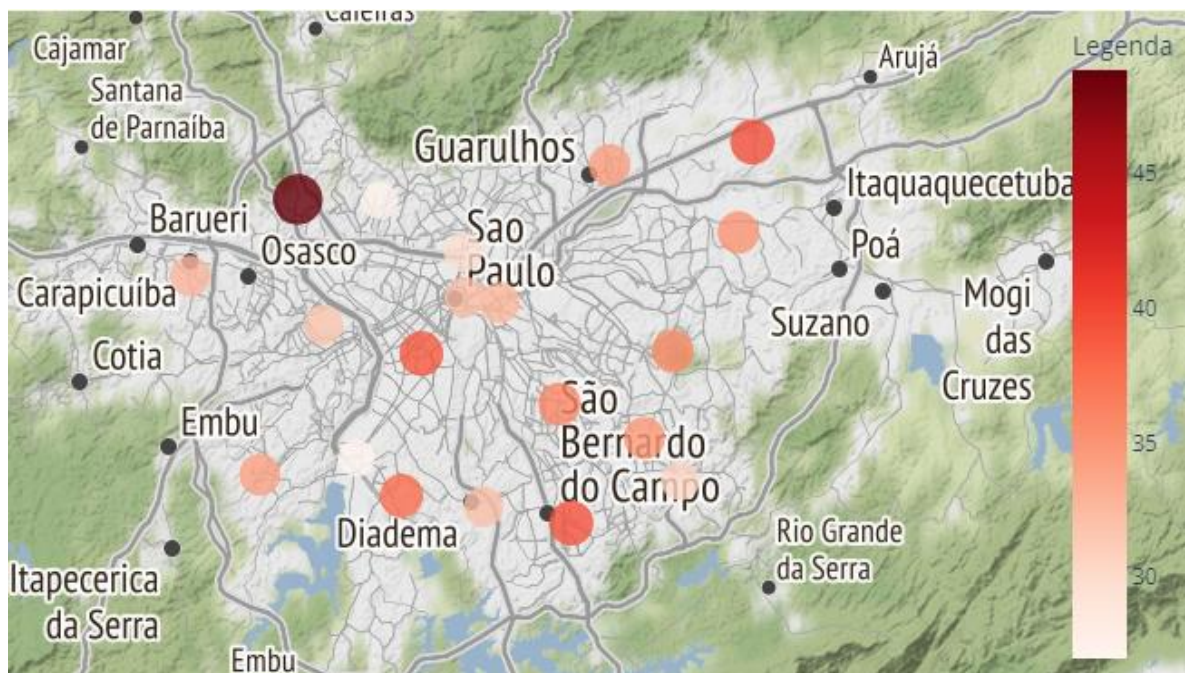 Caieiras
Cajamar
Legenda
Arujá
Santana
de Parnaíba
Guarulhos
45
Itaquaquecetuba
Barueri
Sao
Paulo
Osasco
Poá
Carapicuíba
Mogi
das
Cruzes
40
Suzano
Cotia
São
Bernardo
do Campo
Embu
35
Diadema
Rio Grande
da Serra
30
Itapecerica
da Serra
Embu